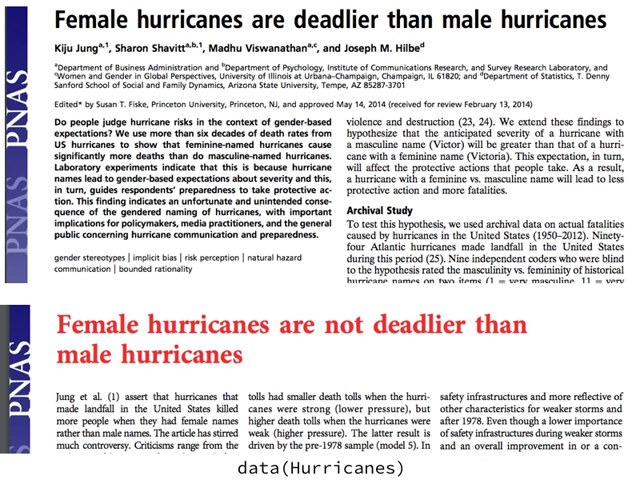 Female hurricanes are deadlier than male hurricanes
Kiju Jung^a,1, Sharon Shavitt^a,b,1, Madhu Viswanathan^a,c, and Joseph M. Hilbe^d
^aDepartment of Business Administration and ^bDepartment of Psychology, Institute of Communications Research, and Survey Research Laboratory, and
^cWomen and Gender in Global Perspectives, University of Illinois at Urbana–Champaign, Champaign, IL 61820; and ^dDepartment of Statistics, T. Denny
Sanford School of Social and Family Dynamics, Arizona State University, Tempe, AZ 85287-3701
Edited* by Susan T. Fiske, Princeton University, Princeton, NJ, and approved May 14, 2014 (received for review February 13, 2014)
Do people judge hurricane risks in the context of gender-based
expectations? We use more than six decades of death rates from
US hurricanes to show that feminine-named hurricanes cause
significantly more deaths than do masculine-named hurricanes.
Laboratory experiments indicate that this is because hurricane
names lead to gender-based expectations about severity and this,
in turn, guides respondents' preparedness to take protective ac-
tion. This finding indicates an unfortunate and unintended conse-
quence of the gendered naming of hurricanes, with important
implications for policymakers, media practitioners, and the general
public concerning hurricane communication and preparedness.
gender stereotypes | implicit bias | risk perception | natural hazard
communication | bounded rationality
violence and destruction (23, 24). We extend these findings to
hypothesize that the anticipated severity of a hurricane with
a masculine name (Victor) will be greater than that of a hurri-
cane with a feminine name (Victoria). This expectation, in turn,
will affect the protective actions that people take. As a result,
a hurricane with a feminine vs. masculine name will lead to less
protective action and more fatalities.
Archival Study
To test this hypothesis, we used archival data on actual fatalities
caused by hurricanes in the United States (1950–2012). Ninety-
four Atlantic hurricanes made landfall in the United States
during this period (25). Nine independent coders who were blind
to the hypothesis rated the masculinity vs. femininity of historical
hurricane names on two items (1 = very masculine, 11 = very
PNAS
PNAS
Female hurricanes are not deadlier than
male hurricanes
Jung et al. (1) assert that hurricanes that
made landfall in the United States killed
more people when they had female names
rather than male names. The article has stirred
much controversy. Criticisms range from the
tolls had smaller death tolls when the hurri-
canes were strong (lower pressure), but
higher death tolls when the hurricanes were
weak (higher pressure). The latter result is
driven by the pre-1978 sample (model 5). In
safety infrastructures and more reflective of
other characteristics for weaker storms and
after 1978. Even though a lower importance
of safety infrastructures during weaker storms
and an overall improvement in or a con-
PNAS
data(Hurricanes)